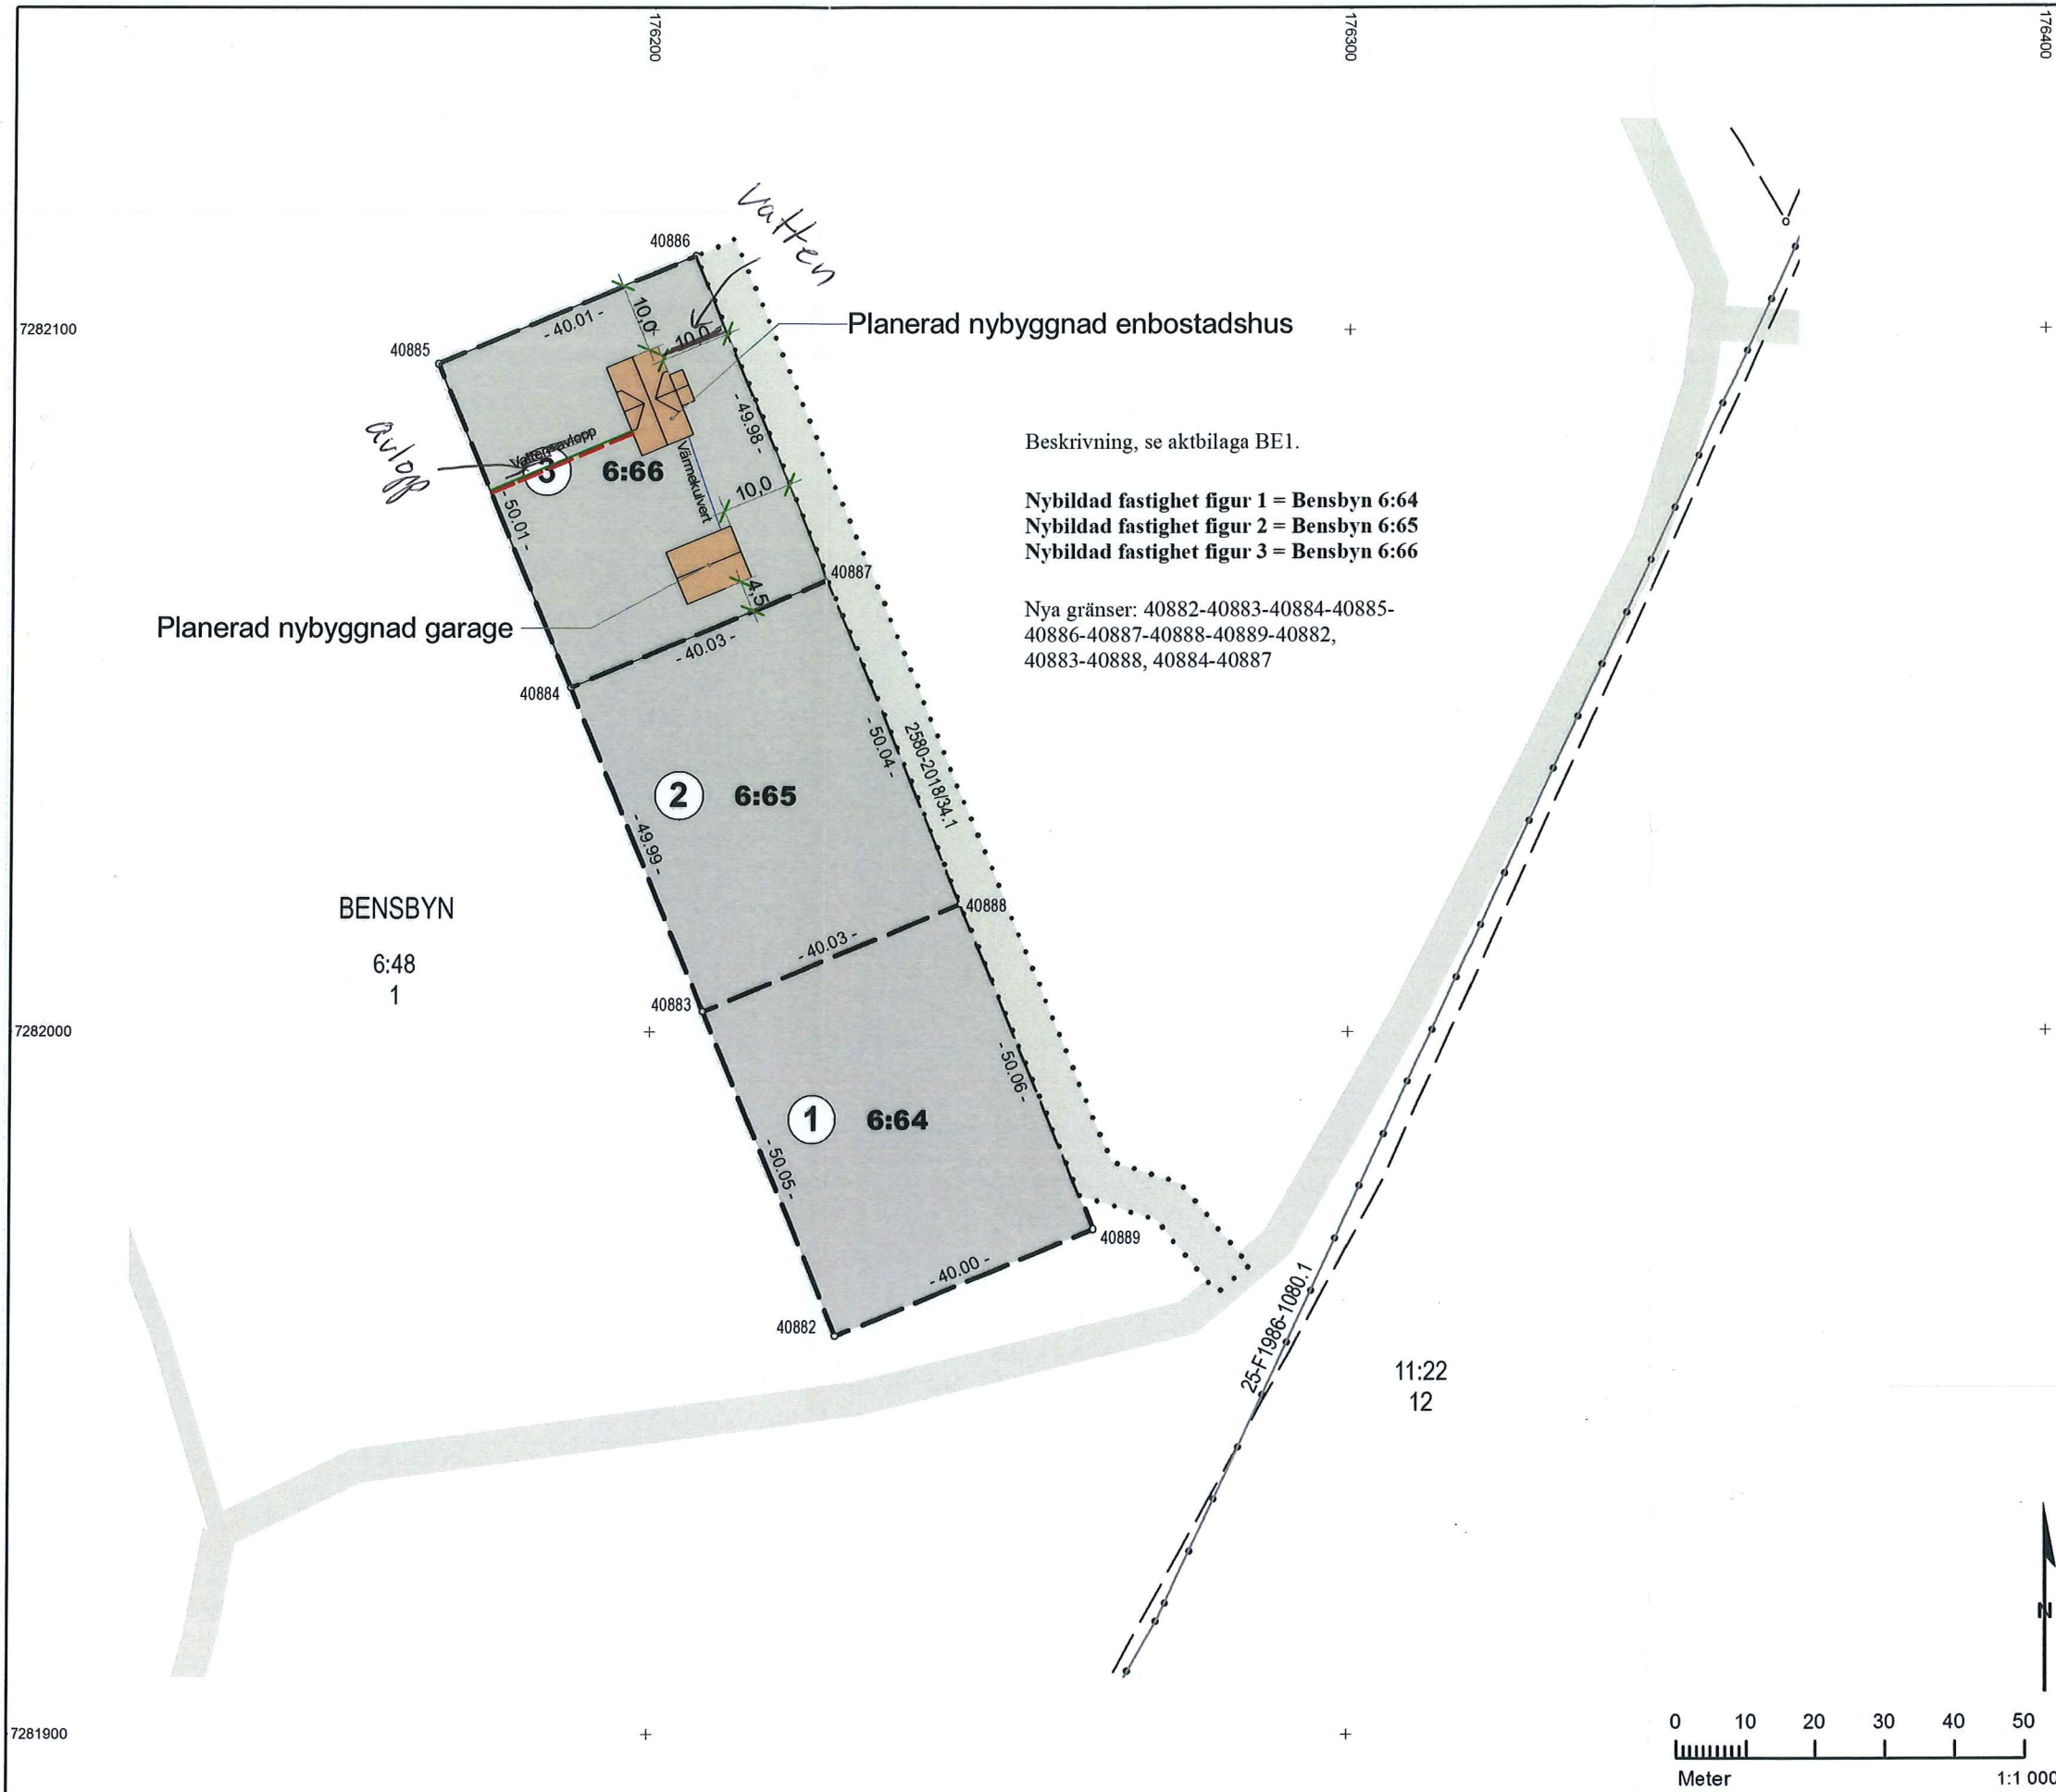 176200
176300
176400
vatten
40886
7282100
Planerad nybyggnad enbostadshus
- 40.01 -
10,0
10,0
40885
avlopp
- 49.98 -
avlopp
3
6:66
Värmekulvert
10,0
- 50.01 -
Beskrivning, se aktbilaga BE1.
Nybildad fastighet figur 1 = Bensbyn 6:64
Nybildad fastighet figur 2 = Bensbyn 6:65
Nybildad fastighet figur 3 = Bensbyn 6:66
40887
4,5
Nya gränser: 40882-40883-40884-40885-
40886-40887-40888-40889-40882,
40883-40888, 40884-40887
Planerad nybyggnad garage
- 40.03 -
40884
- 50.04 -
2580-2018/34.1
2
6:65
- 49.99 -
BENSBYN
6:48
1
40888
- 40.03 -
40883
7282000
- 50.06 -
1
6:64
- 50.05 -
40889
- 40.00 -
40882
25-F1986-1080.1
11:22
12
N
7281900
0 10 20 30 40 50
Meter 1:1 000